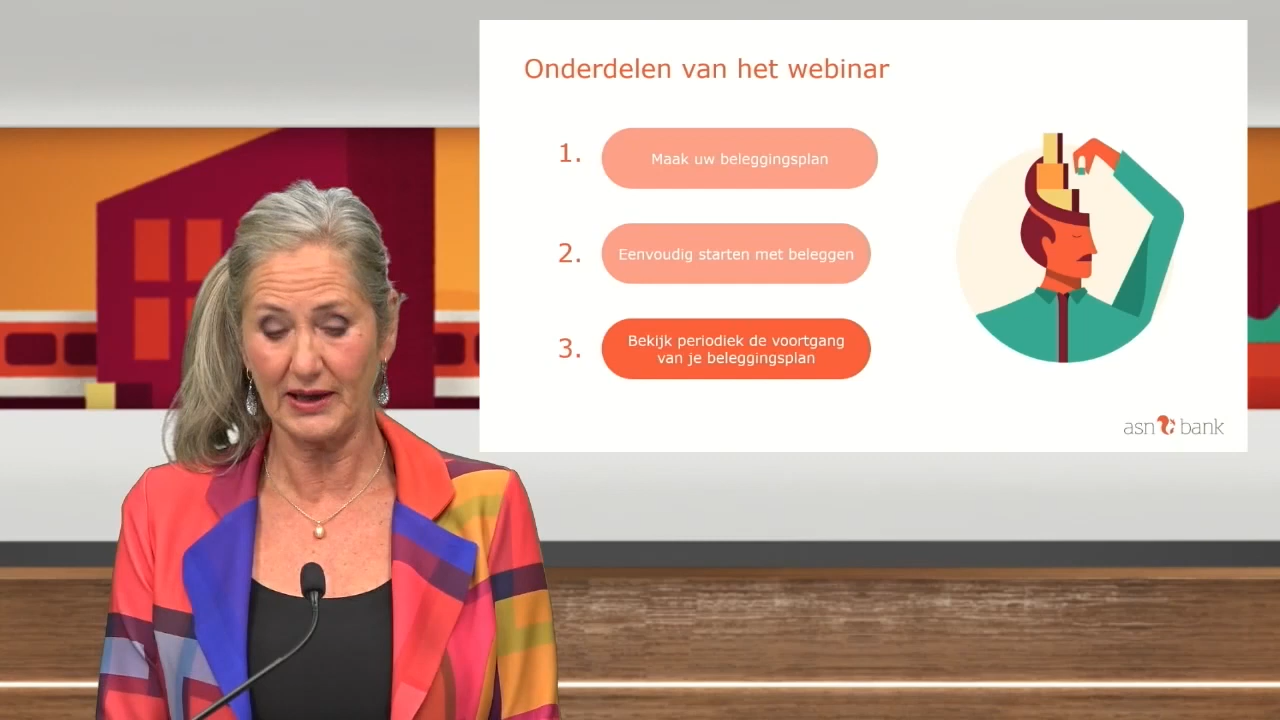 Onderdelen van het webinar
1.
Maak uw beleggingsplan
2.
Eenvoudig starten met beleggen
3.
Bekijk periodiek de voortgang
van je beleggingsplan
asn bank